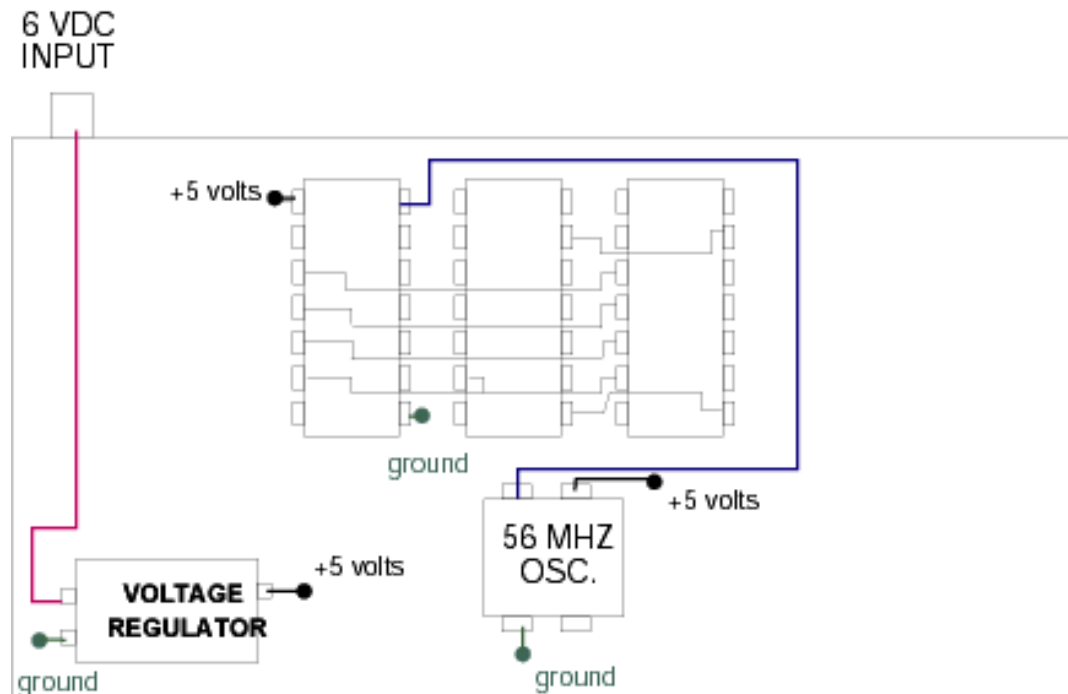 6 VDC
INPUT
+5 volts
ground
+5 volts
56 MHZ
OSC.
+5 volts
VOLTAGE
REGULATOR
ground
ground